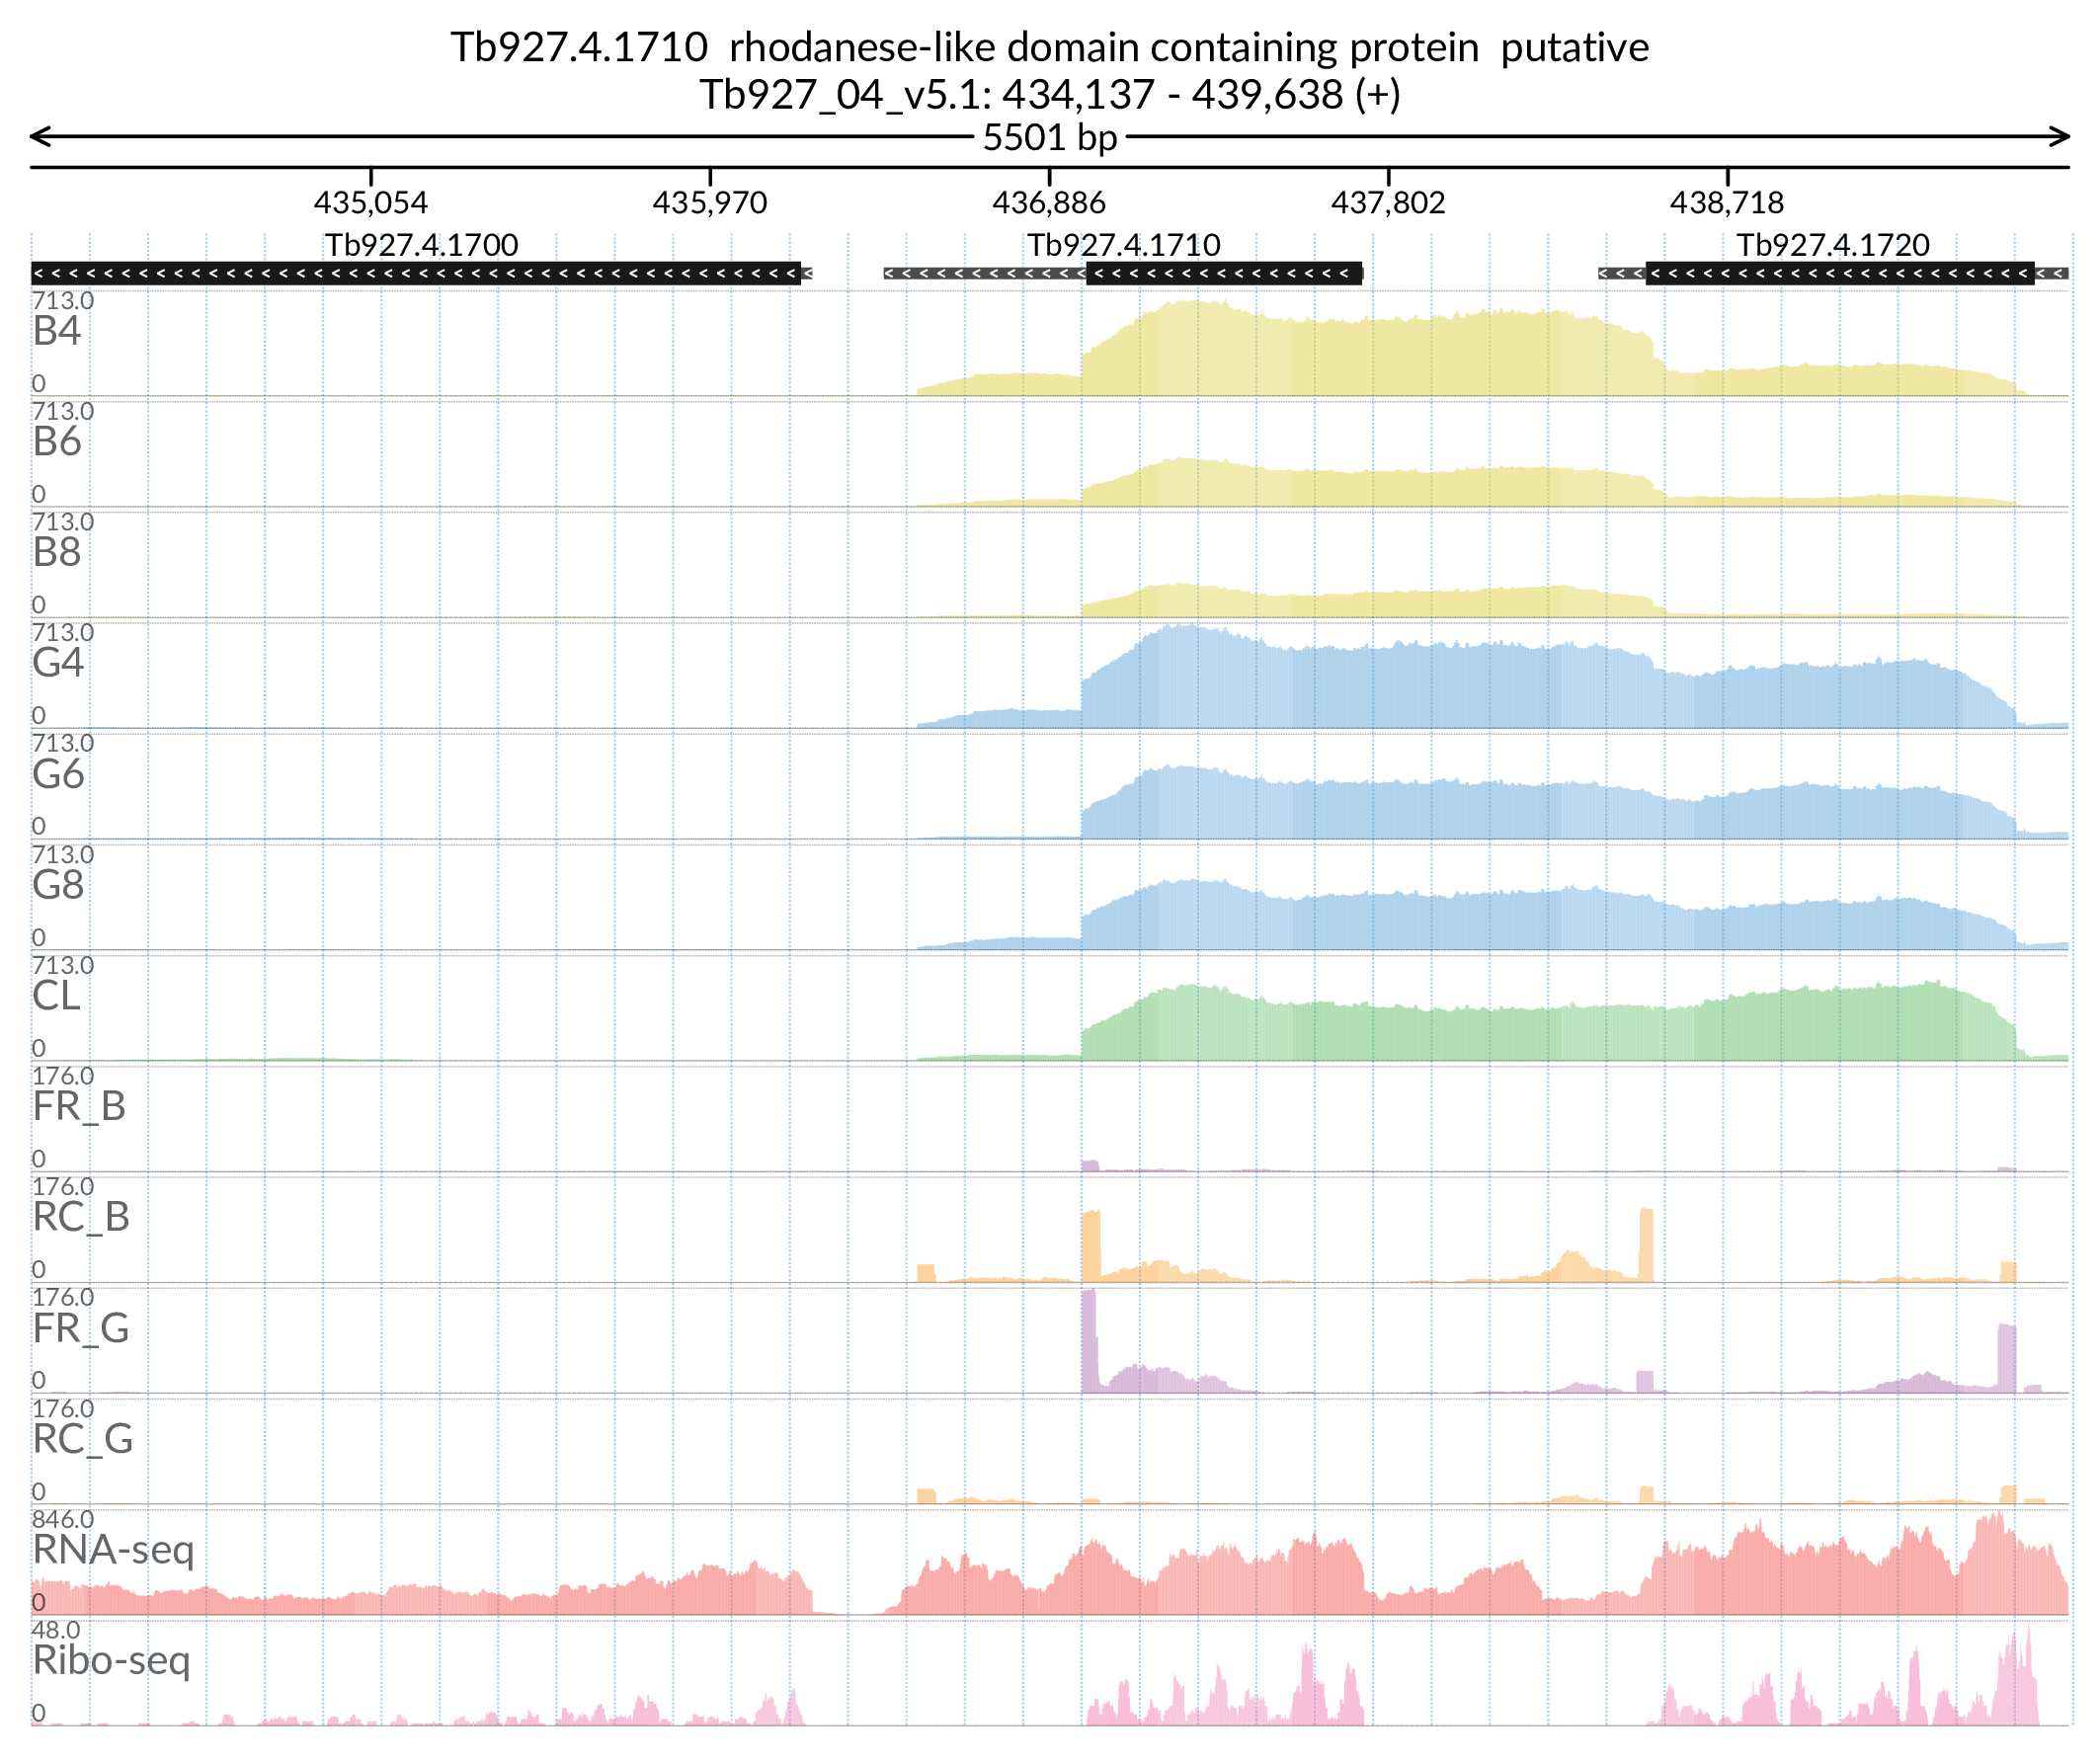 Tb927.4.1710  rhodanese-like domain containing protein  putative
Tb927_04_v5.1: 434,137 - 439,638 (+)
5501 bp
435,054 435,970 436,886 437,802 438,718
Tb927.4.1700 Tb927.4.1710 Tb927.4.1720
713.0
B4
0
713.0
B6
0
713.0
B8
0
713.0
G4
0
713.0
G6
0
713.0
G8
0
713.0
CL
0
176.0
FR_B
0
176.0
RC_B
0
176.0
FR_G
0
176.0
RC_G
0
846.0
RNA-seq
0
48.0
Ribo-seq
0